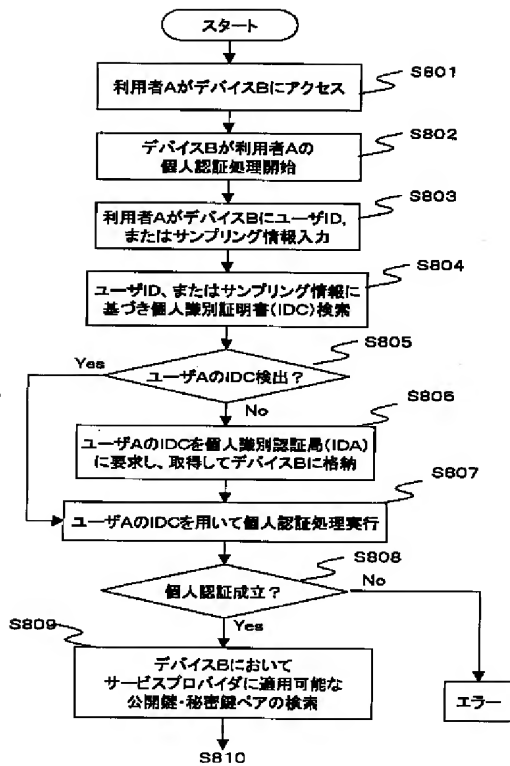 スタート
S801
利用者AがデバイスBにアクセス
S802
デバイスBが利用者Aの
個人認証処理開始
S803
利用者AがデバイスBにユーザID,
またはサンプリング情報入力
S804
ユーザID、またはサンプリング情報に
基づき個人識別証明書(IDC)検索
S805
Yes
ユーザAのIDC検出?
No
S806
ユーザAのIDCを個人識別認証局(IDA)
に要求し、取得してデバイスBに格納
S807
ユーザAのIDCを用いて個人認証処理実行
S808
個人認証成立?
No
Yes
S809
デバイスBにおいて
サービスプロバイダに適用可能な
公開鍵・秘密鍵ペアの検索
エラー
S810